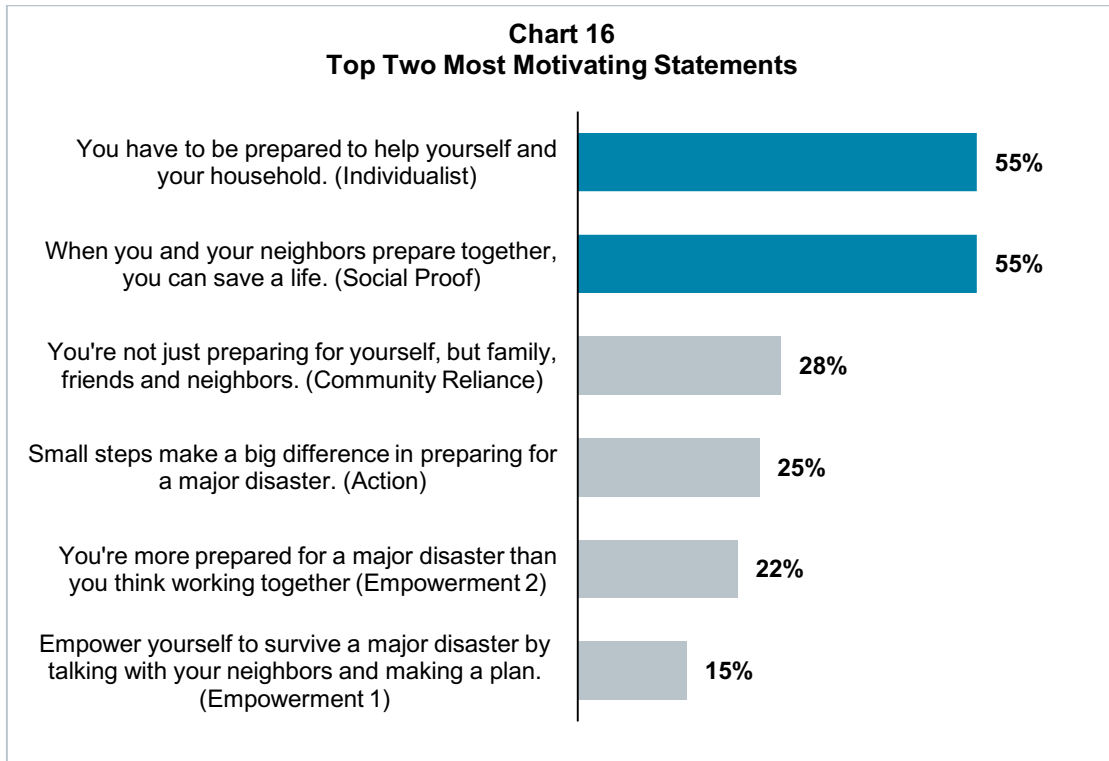 Chart 16
Top Two Most Motivating Statements
You have to be prepared to help yourself and
your household. (Individualist)
55%
When you and your neighbors prepare together,
you can save a life. (Social Proof)
55%
You're not just preparing for yourself, but family,
friends and neighbors. (Community Reliance)
28%
Small steps make a big difference in preparing for
a major disaster. (Action)
25%
You're more prepared for a major disaster than
you think working together (Empowerment 2)
22%
Empower yourself to survive a major disaster by
talking with your neighbors and making a plan.
(Empowerment 1)
15%